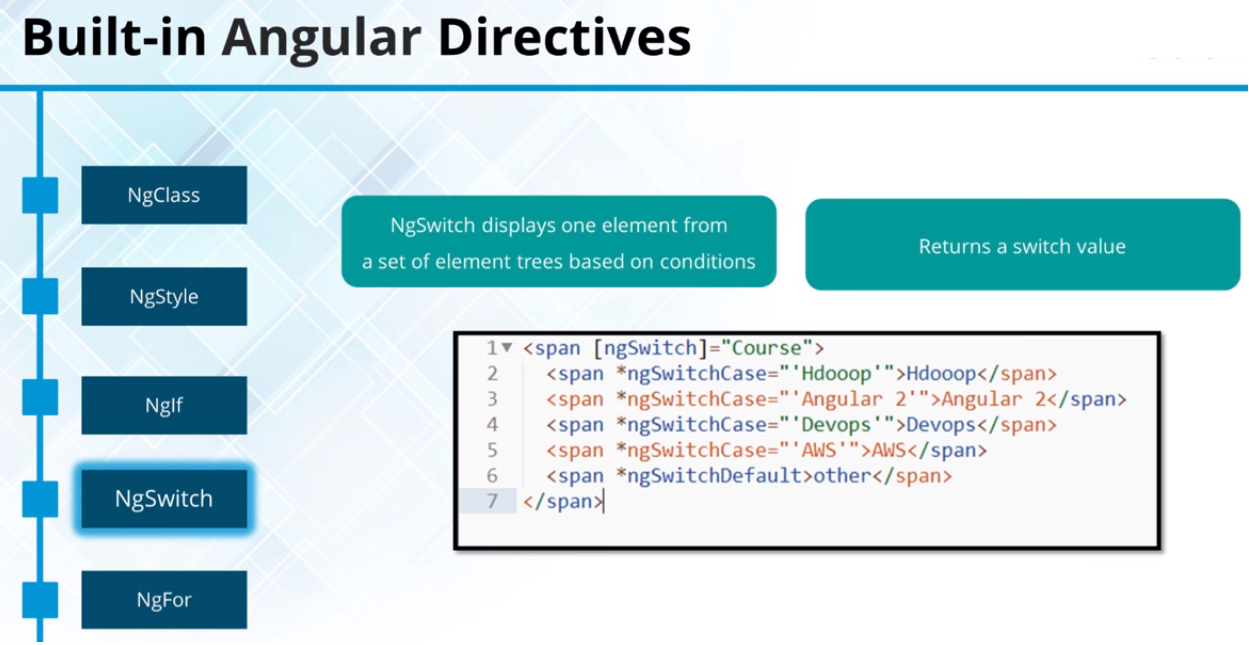 Built-in Angular Directives
NgClass
NgStyle
NgIf
NgSwitch
NgFor
NgSwitch displays one element from
a set of element trees based on conditions
Returns a switch value
1 <span [ngSwitch]="Course">
2 <span *ngSwitchCase="'Hdooop'">Hdooop</span>
3 <span *ngSwitchCase="'Angular 2'">Angular 2</span>
4 <span *ngSwitchCase="'Devops'">Devops</span>
5 <span *ngSwitchCase="'AWS'">AWS</span>
6 <span *ngSwitchDefault>other</span>
7 </span>